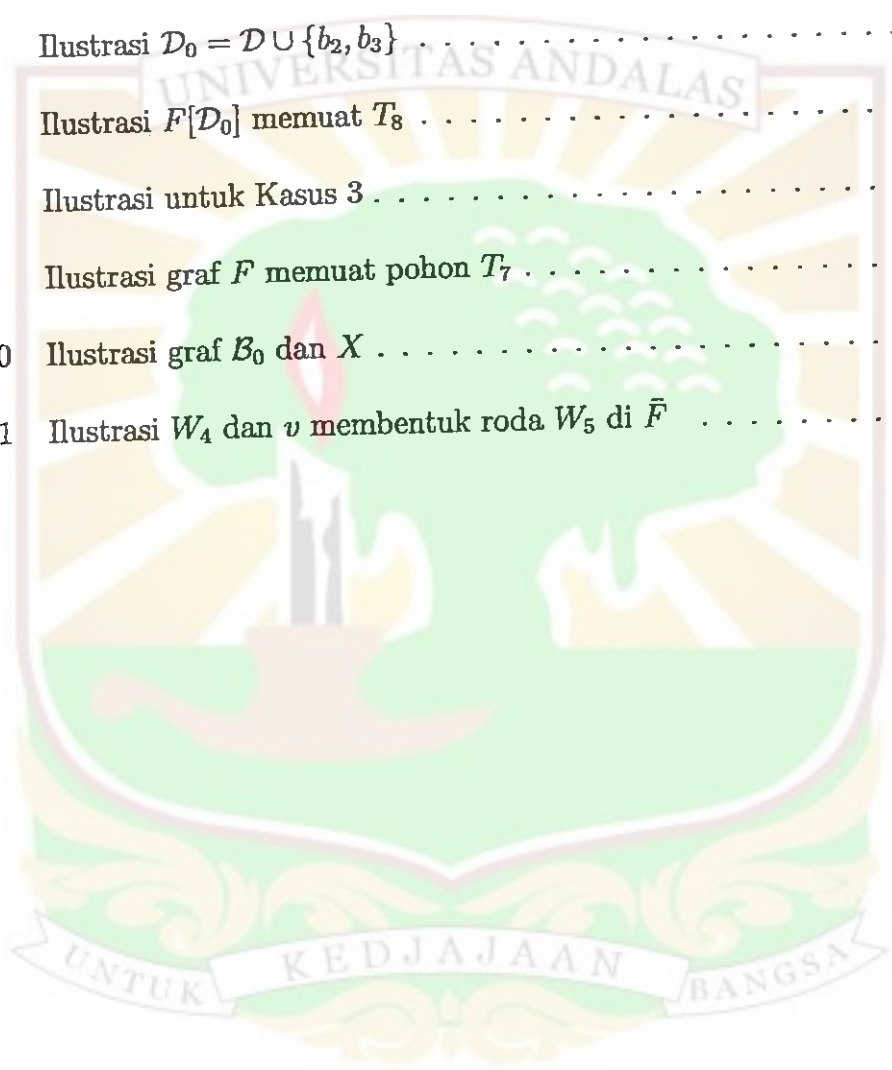 Ilustrasi D₀ = D ∪ {b₂, b₃} . . . . . . . . . . . . . . . . . . . .
UNIVERSITAS ANDALAS
Ilustrasi F[D₀] memuat T₈ . . . . . . . . . . . . . . . . . . . .
Ilustrasi untuk Kasus 3 . . . . . . . . . . . . . . . . . . . . . .
Ilustrasi graf F memuat pohon T₇ . . . . . . . . . . . . . . .
0 Ilustrasi graf B₀ dan X . . . . . . . . . . . . . . . . . . . . .
1 Ilustrasi W₄ dan v membentuk roda W₅ di F̄ . . . . . . . .
UNTUK KEDJAJAAN BANGSA